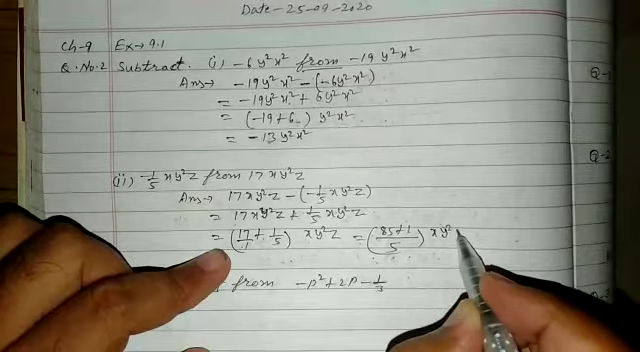 Date-25-09-2020
Ch-9 Ex→9.1
Q.No.2 Subtract. (i) -6y²x² from -19y²x²
Ans→ -19y²x² - (-6y²x²)
= -19y²x² + 6y²x²
= (-19+6) y²x²
= -13y²x²
(ii) -1/5 xy²z from 17xy²z
Ans→ 17xy²z - (-1/5 xy²z)
= 17xy²z + 1/5 xy²z
= (17/1 + 1/5) xy²z = (85+1/5) xy²
from -p²+2p-1/3
Q-1
Q-2